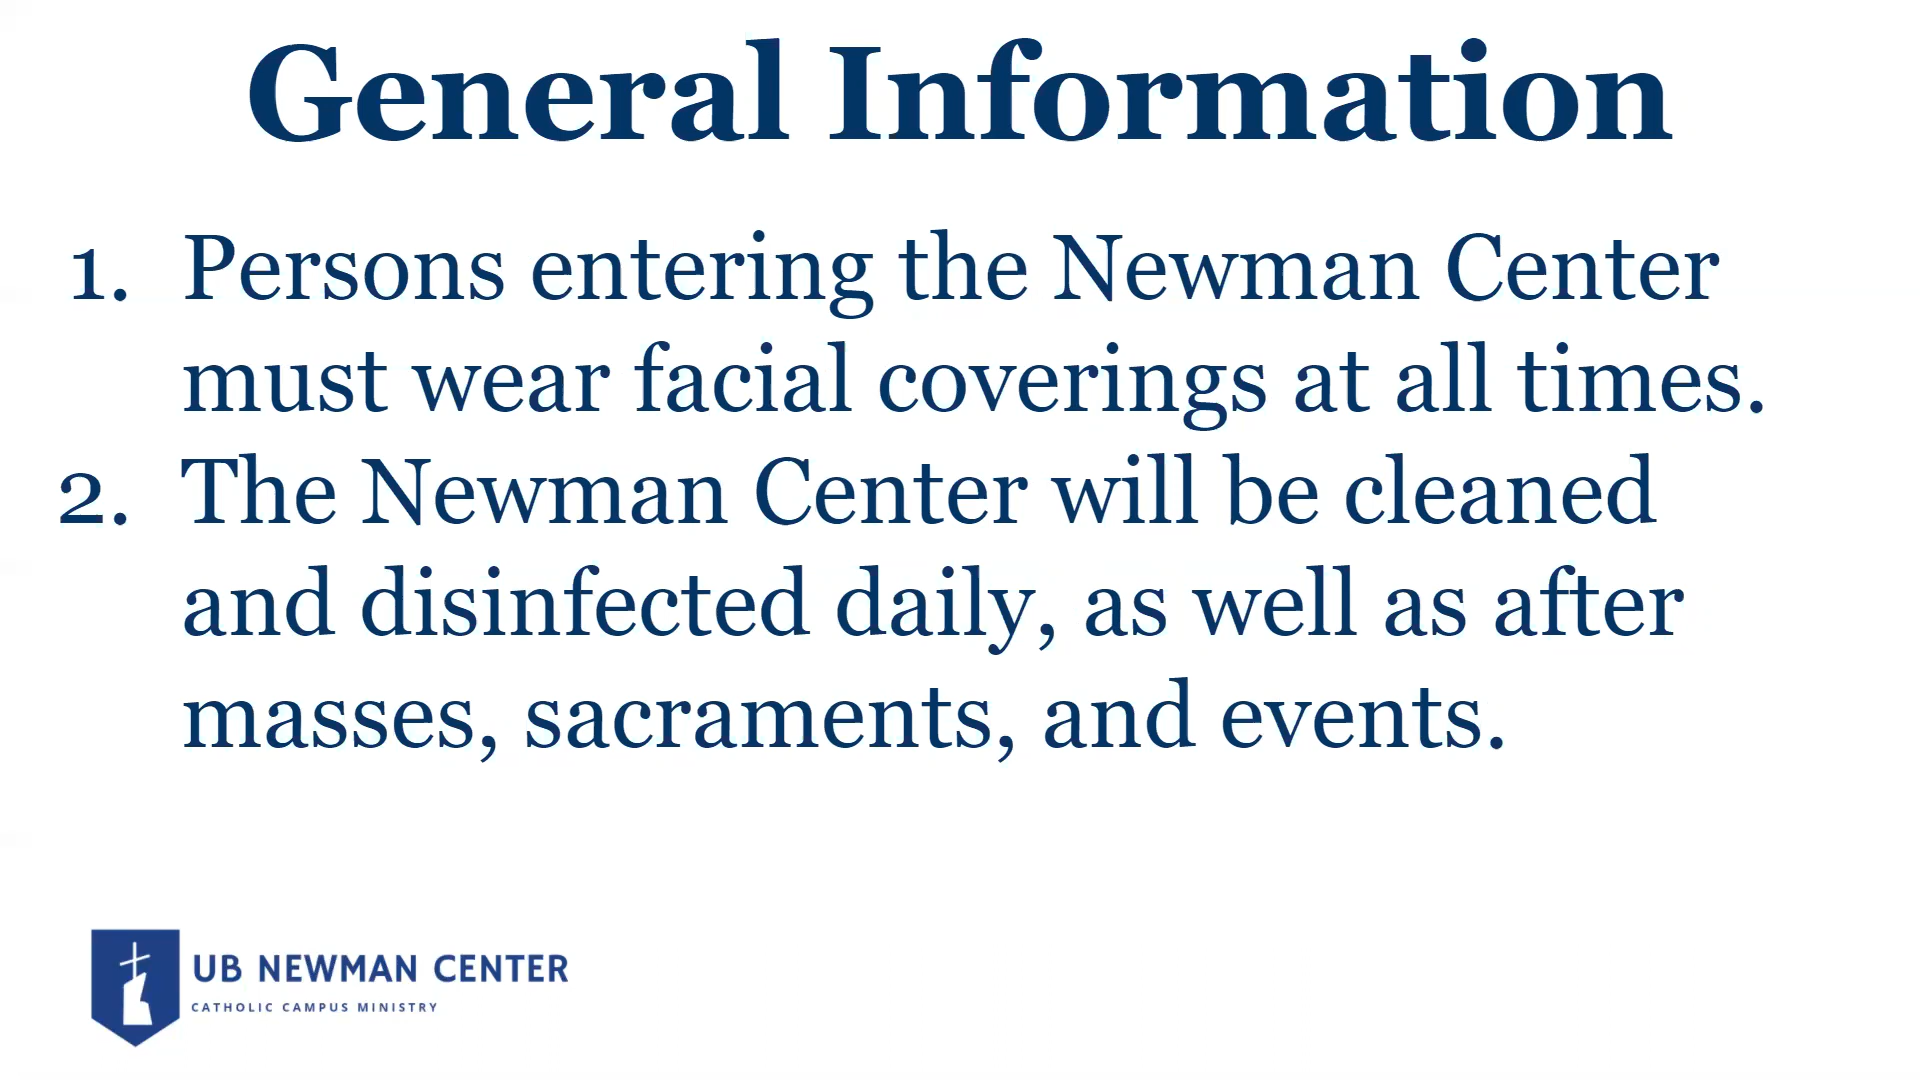 General Information
1. Persons entering the Newman Center
must wear facial coverings at all times.
2. The Newman Center will be cleaned
and disinfected daily, as well as after
masses, sacraments, and events.
UB NEWMAN CENTER
CATHOLIC CAMPUS MINISTRY